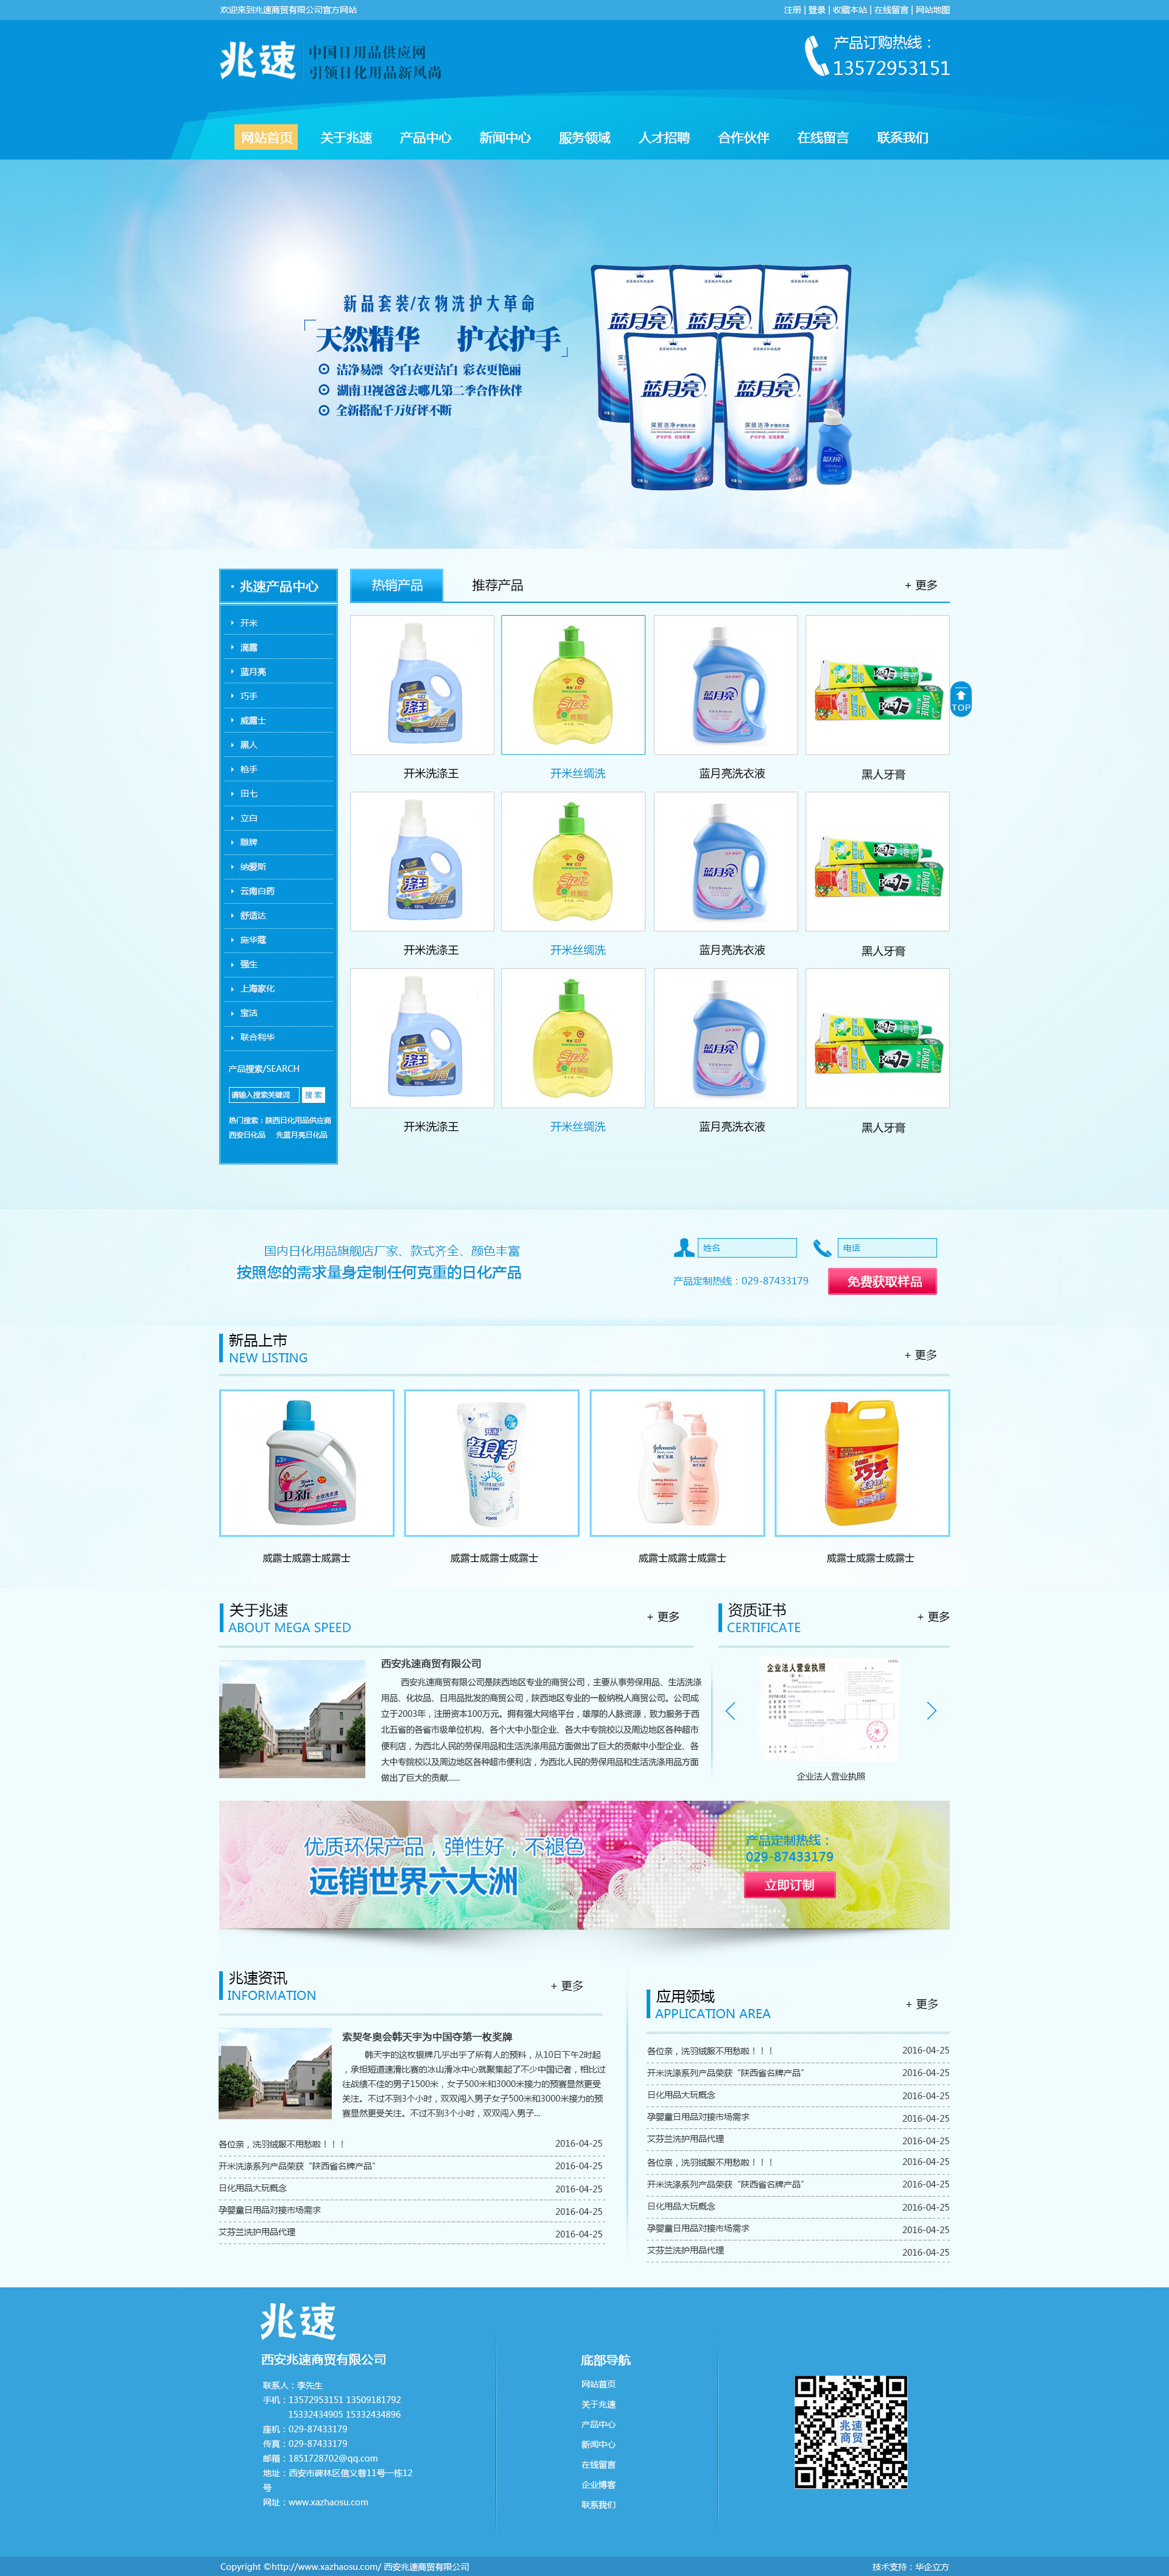 欢迎来到兆速商贸有限公司官方网站
注册 | 登录 | 收藏本站 | 在线留言 | 网站地图
兆速
中国日用品供应网
引领日化用品新风尚
产品订购热线：
13572953151
网站首页 关于兆速 产品中心 新闻中心 服务领域 人才招聘 合作伙伴 在线留言 联系我们
新品套装/衣物洗护大革命
「天然精华 护衣护手」
洁净易漂 令白衣更洁白 彩衣更艳丽
湖南卫视爸爸去哪儿第二季合作伙伴
全新搭配千万好评不断
蓝月亮 蓝月亮 蓝月亮
蓝月亮 蓝月亮
深层洁净 深层洁净
蓝月亮
· 兆速产品中心
开米
滴露
蓝月亮
巧手
威露士
黑人
枪手
田七
立白
雕牌
纳爱斯
云南白药
舒适达
施华蔻
强生
上海家化
宝洁
联合利华
产品搜索/SEARCH
请输入搜索关键词 搜 索
热门搜索：陕西日化用品供应商
西安日化品 先蓝月亮日化品
热销产品 推荐产品 + 更多
涤王 Silk 蓝月亮 DARLIE
开米洗涤王 开米丝绸洗 蓝月亮洗衣液 黑人牙膏
涤王 Silk 蓝月亮 DARLIE
开米洗涤王 开米丝绸洗 蓝月亮洗衣液 黑人牙膏
涤王 Silk 蓝月亮 DARLIE
开米洗涤王 开米丝绸洗 蓝月亮洗衣液 黑人牙膏
TOP
国内日化用品旗舰店厂家、款式齐全、颜色丰富
按照您的需求量身定制任何克重的日化产品
姓名 电话
产品定制热线：029-87433179 免费获取样品
新品上市
NEW LISTING
+ 更多
卫新 餐具净 Johnson's Johnson's 巧手
威露士威露士威露士 威露士威露士威露士 威露士威露士威露士 威露士威露士威露士
关于兆速
ABOUT MEGA SPEED
+ 更多
西安兆速商贸有限公司
西安兆速商贸有限公司是陕西地区专业的商贸公司，主要从事劳保用品、生活洗漆
用品、化妆品、日用品批发的商贸公司，陕西地区专业的一般纳税人商贸公司。公司成
立于2003年，注册资本100万元。拥有强大网络平台，雄厚的人脉资源，致力服务于西
北五省的各省市级单位机构、各个大中小型企业、各大中专院校以及周边地区各种超市
便利店，为西北人民的劳保用品和生活洗涤用品方面做出了巨大的贡献中小型企业、各
大中专院校以及周边地区各种超市便利店，为西北人民的劳保用品和生活洗涤用品方面
做出了巨大的贡献......
资质证书
CERTIFICATE
+ 更多
企业法人营业执照
企业法人营业执照
优质环保产品，弹性好，不褪色
远销世界六大洲
产品定制热线：
029-87433179
立即订制
兆速资讯
INFORMATION
+ 更多
索契冬奥会韩天宇为中国夺第一枚奖牌
韩天宇的这枚银牌几乎出乎了所有人的预料，从10日下午2时起
，承担短道速滑比赛的冰山滑冰中心就聚集起了不少中国记者，相比过
往战绩不佳的男子1500米，女子500米和3000米接力的预赛显然更受
关注。不过不到3个小时，双双闯入男子女子500米和3000米接力的预
赛显然更受关注。不过不到3个小时，双双闯入男子...
各位亲，洗羽绒服不用愁啦！！！ 2016-04-25
开米洗涤系列产品荣获“陕西省名牌产品” 2016-04-25
日化用品大玩概念 2016-04-25
孕婴童日用品对接市场需求 2016-04-25
艾芬兰洗护用品代理 2016-04-25
应用领域
APPLICATION AREA
+ 更多
各位亲，洗羽绒服不用愁啦！！！ 2016-04-25
开米洗涤系列产品荣获“陕西省名牌产品” 2016-04-25
日化用品大玩概念 2016-04-25
孕婴童日用品对接市场需求 2016-04-25
艾芬兰洗护用品代理 2016-04-25
各位亲，洗羽绒服不用愁啦！！！ 2016-04-25
开米洗涤系列产品荣获“陕西省名牌产品” 2016-04-25
日化用品大玩概念 2016-04-25
孕婴童日用品对接市场需求 2016-04-25
艾芬兰洗护用品代理 2016-04-25
兆速
西安兆速商贸有限公司
联系人：李先生
手机：13572953151 13509181792
15332434905 15332434896
座机：029-87433179
传真：029-87433179
邮箱：1851728702@qq.com
地址：西安市碑林区信义巷11号一栋12
号
网址：www.xazhaosu.com
底部导航
网站首页
关于兆速
产品中心
新闻中心
在线留言
企业博客
联系我们
兆速
商贸
Copyright ©http://www.xazhaosu.com/ 西安兆速商贸有限公司
技术支持：华企立方